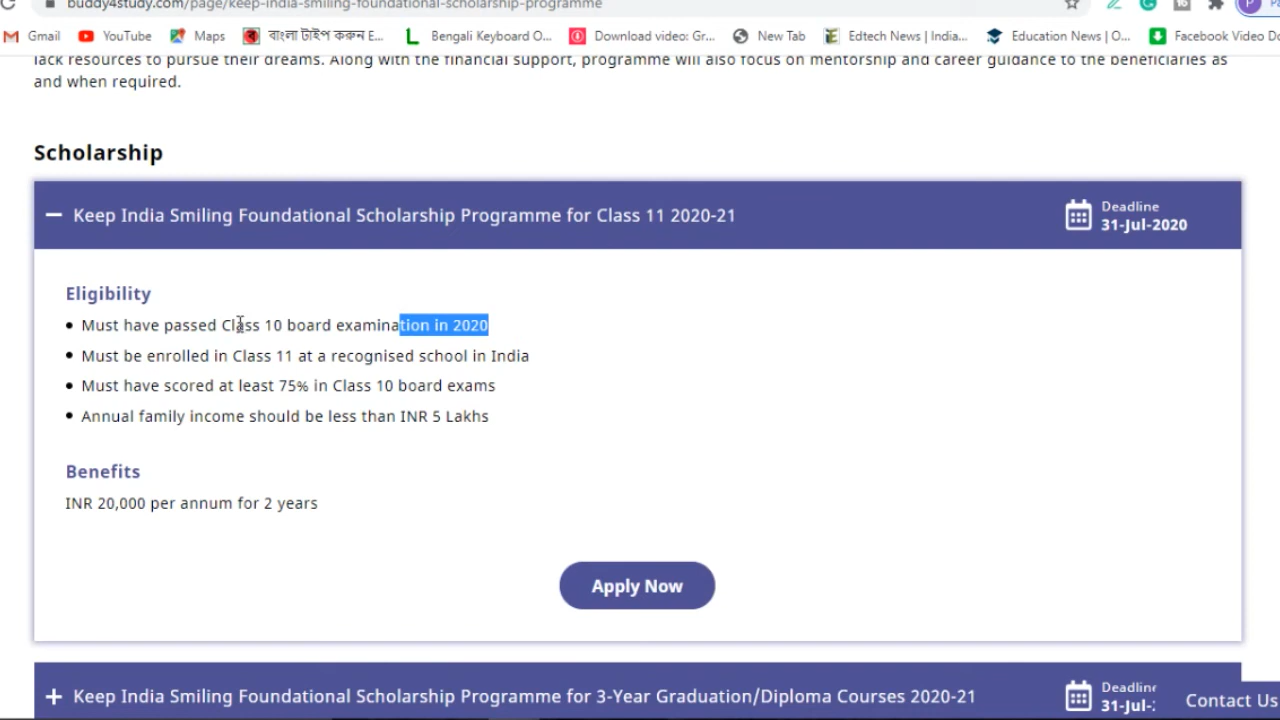 buddy4study.com/page/keep-india-smiling-foundational-scholarship-programme
Gmail YouTube Maps বাংলা টাইপ করুন E... Bengali Keyboard O... Download video: Gr... New Tab Edtech News | India... Education News | O... Facebook Video Do
lack resources to pursue their dreams. Along with the financial support, programme will also focus on mentorship and career guidance to the beneficiaries as
and when required.
Scholarship
Keep India Smiling Foundational Scholarship Programme for Class 11 2020-21
Deadline
31-Jul-2020
Eligibility
• Must have passed Class 10 board examination in 2020
• Must be enrolled in Class 11 at a recognised school in India
• Must have scored at least 75% in Class 10 board exams
• Annual family income should be less than INR 5 Lakhs
Benefits
INR 20,000 per annum for 2 years
Apply Now
Keep India Smiling Foundational Scholarship Programme for 3-Year Graduation/Diploma Courses 2020-21
Deadline
31-Jul-2
Contact Us